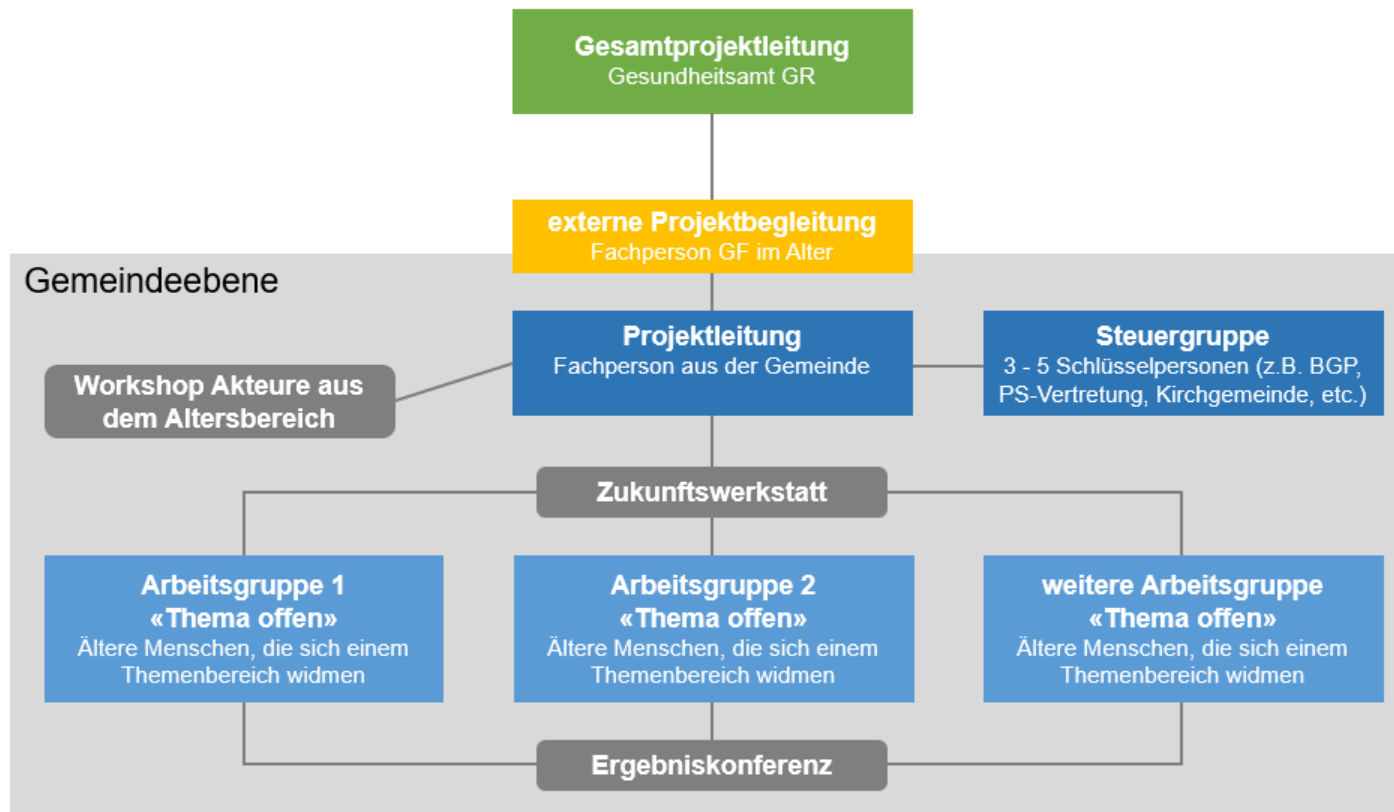 Gesamtprojektleitung
Gesundheitsamt GR
externe Projektbegleitung
Fachperson GF im Alter
Gemeindeebene
Projektleitung
Fachperson aus der Gemeinde
Steuergruppe
3 - 5 Schlüsselpersonen (z.B. BGP,
PS-Vertretung, Kirchgemeinde, etc.)
Workshop Akteure aus
dem Altersbereich
Zukunftswerkstatt
Arbeitsgruppe 1
«Thema offen»
Ältere Menschen, die sich einem
Themenbereich widmen
Arbeitsgruppe 2
«Thema offen»
Ältere Menschen, die sich einem
Themenbereich widmen
weitere Arbeitsgruppe
«Thema offen»
Ältere Menschen, die sich einem
Themenbereich widmen
Ergebniskonferenz